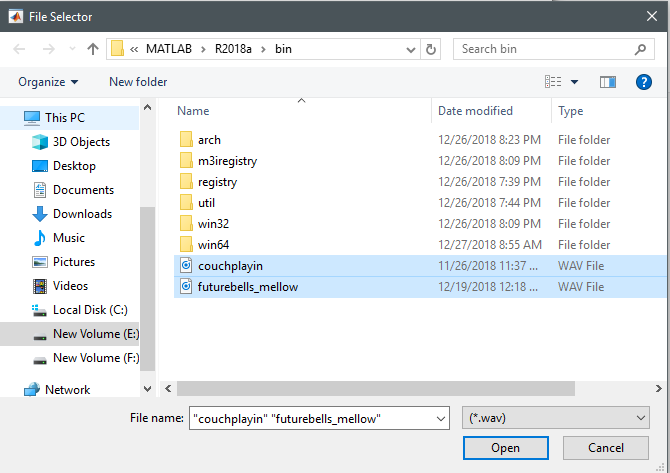 File Selector
« MATLAB > R2018a > bin
Search bin
Organize
New folder
?
This PC
3D Objects
Desktop
Documents
Downloads
Music
Pictures
Videos
Local Disk (C:)
New Volume (E:)
New Volume (F:)
Network
Name Date modified Type
arch 12/26/2018 8:23 PM File folder
m3iregistry 12/26/2018 8:09 PM File folder
registry 12/26/2018 7:39 PM File folder
util 12/26/2018 7:44 PM File folder
win32 12/26/2018 8:09 PM File folder
win64 12/27/2018 8:55 AM File folder
couchplayin 11/26/2018 11:37 ... WAV File
futurebells_mellow 12/19/2018 12:18 ... WAV File
File name: "couchplayin" "futurebells_mellow" (*.wav)
Open Cancel